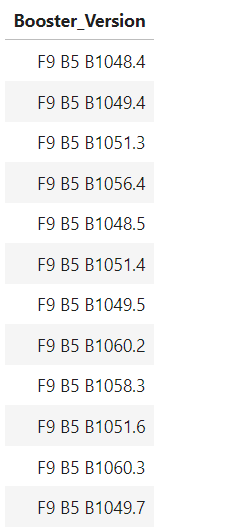 Booster_Version
F9 B5 B1048.4
F9 B5 B1049.4
F9 B5 B1051.3
F9 B5 B1056.4
F9 B5 B1048.5
F9 B5 B1051.4
F9 B5 B1049.5
F9 B5 B1060.2
F9 B5 B1058.3
F9 B5 B1051.6
F9 B5 B1060.3
F9 B5 B1049.7